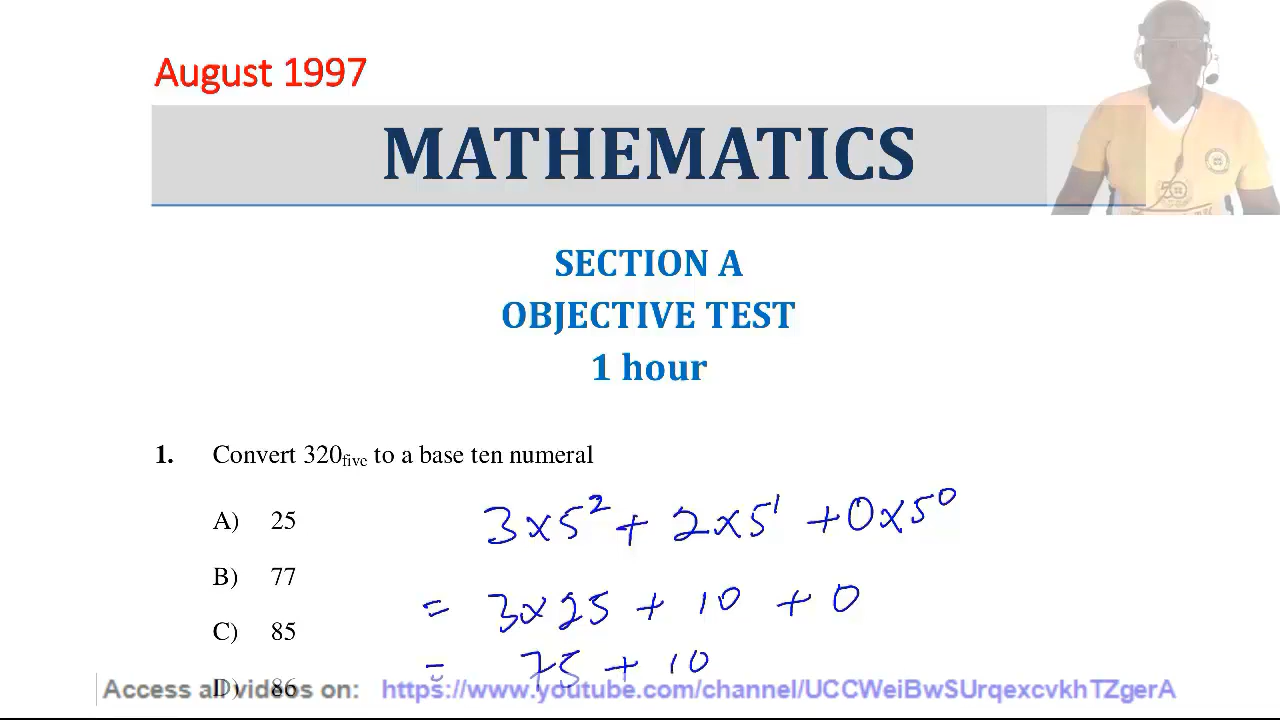 August 1997
MATHEMATICS
SECTION A
OBJECTIVE TEST
1 hour
1. Convert 320five to a base ten numeral
A) 25
3 x 5² + 2 x 5¹ + 0 x 5⁰
B) 77
= 3 x 25 + 10 + 0
C) 85
= 75 + 10
D) 86
Access all videos on: https://www.youtube.com/channel/UCCWeiBwSUrqexcvkhTZgerA